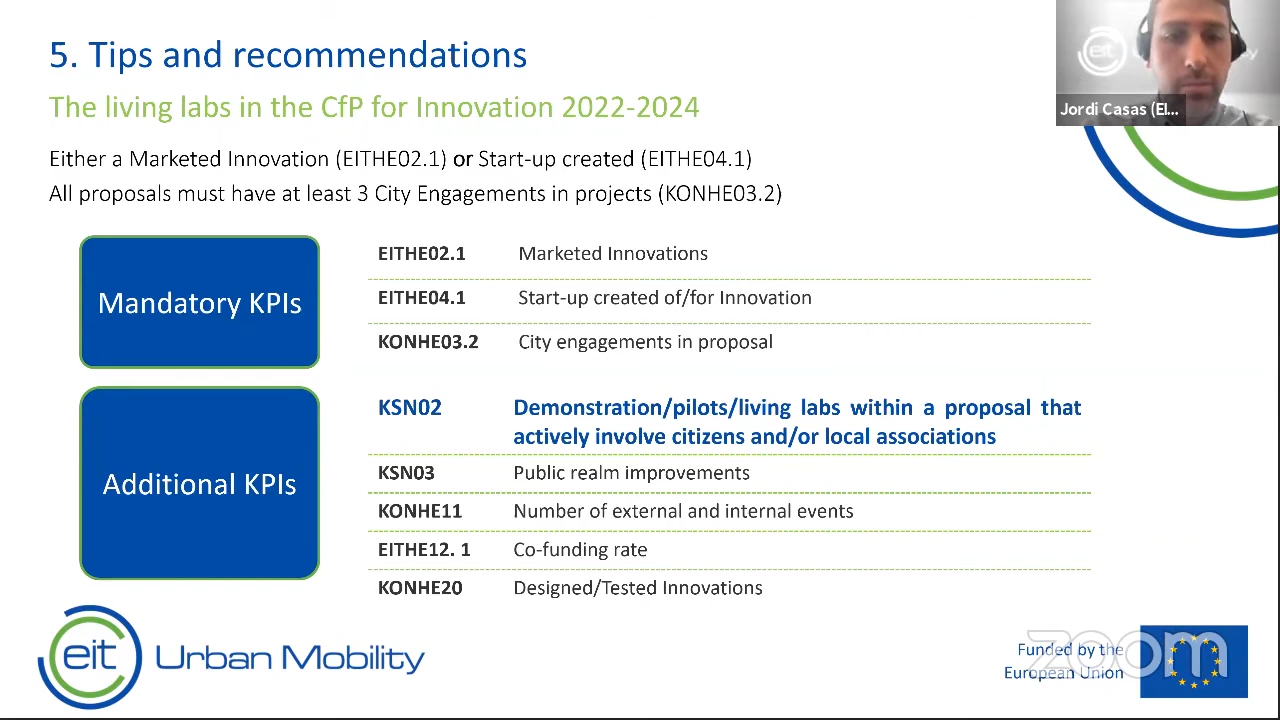 5. Tips and recommendations
The living labs in the CfP for Innovation 2022-2024
eit
Jordi Casas (EI...
Either a Marketed Innovation (EITHE02.1) or Start-up created (EITHE04.1)
All proposals must have at least 3 City Engagements in projects (KONHE03.2)
Mandatory KPIs
EITHE02.1 Marketed Innovations
EITHE04.1 Start-up created of/for Innovation
KONHE03.2 City engagements in proposal
Additional KPIs
KSN02 Demonstration/pilots/living labs within a proposal that
actively involve citizens and/or local associations
KSN03 Public realm improvements
KONHE11 Number of external and internal events
EITHE12. 1 Co-funding rate
KONHE20 Designed/Tested Innovations
eit Urban Mobility
Funded by the
European Union
zoom